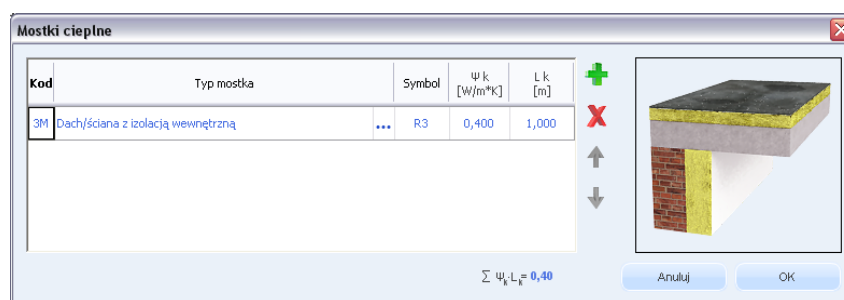 Mostki cieplne
Kod Typ mostka Symbol Ψ k [W/m*K] L k [m]
3M Dach/ściana z izolacją wewnętrzną ... R3 0,400 1,000
∑ Ψk·Lk= 0,40
Anuluj OK